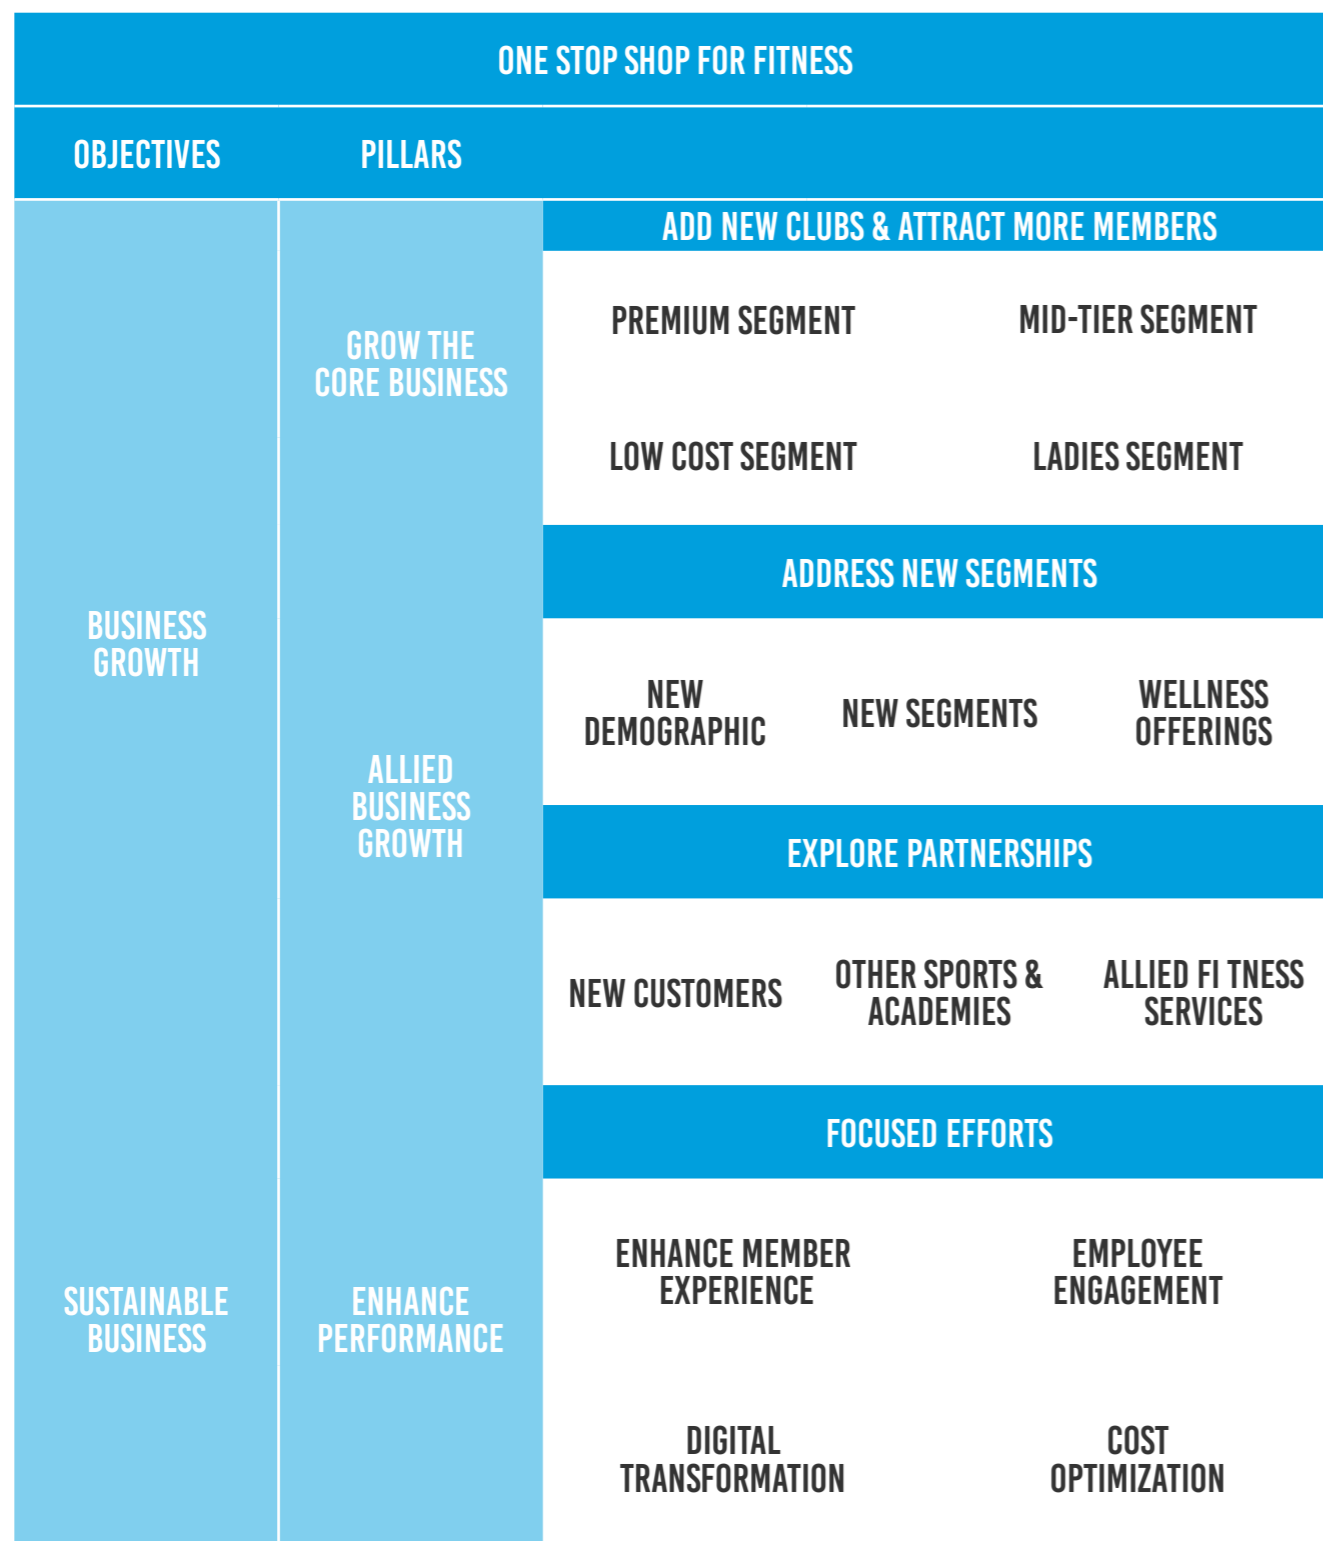 ONE STOP SHOP FOR FITNESS
OBJECTIVES
PILLARS
BUSINESS
GROWTH
GROW THE
CORE BUSINESS
ADD NEW CLUBS & ATTRACT MORE MEMBERS
PREMIUM SEGMENT
MID-TIER SEGMENT
LOW COST SEGMENT
LADIES SEGMENT
ALLIED
BUSINESS
GROWTH
ADDRESS NEW SEGMENTS
NEW
DEMOGRAPHIC
NEW SEGMENTS
WELLNESS
OFFERINGS
EXPLORE PARTNERSHIPS
NEW CUSTOMERS
OTHER SPORTS &
ACADEMIES
ALLIED FI TNESS
SERVICES
SUSTAINABLE
BUSINESS
ENHANCE
PERFORMANCE
FOCUSED EFFORTS
ENHANCE MEMBER
EXPERIENCE
EMPLOYEE
ENGAGEMENT
DIGITAL
TRANSFORMATION
COST
OPTIMIZATION